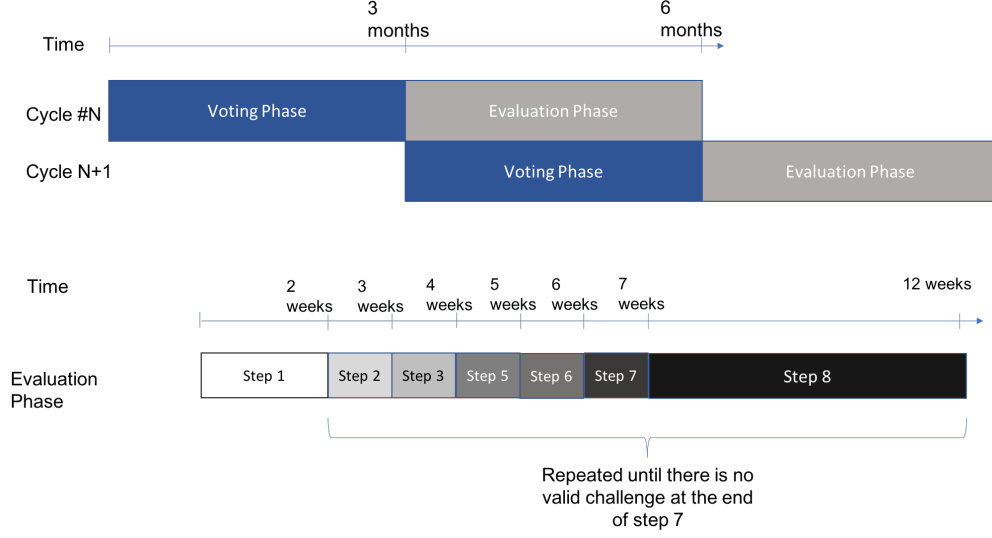 3
months
6
months
Time
Cycle #N
Voting Phase
Evaluation Phase
Cycle N+1
Voting Phase
Evaluation Phase
Time
2
weeks
3
weeks
4
weeks
5
weeks
6
weeks
7
weeks
12 weeks
Evaluation
Phase
Step 1
Step 2
Step 3
Step 5
Step 6
Step 7
Step 8
Repeated until there is no
valid challenge at the end
of step 7